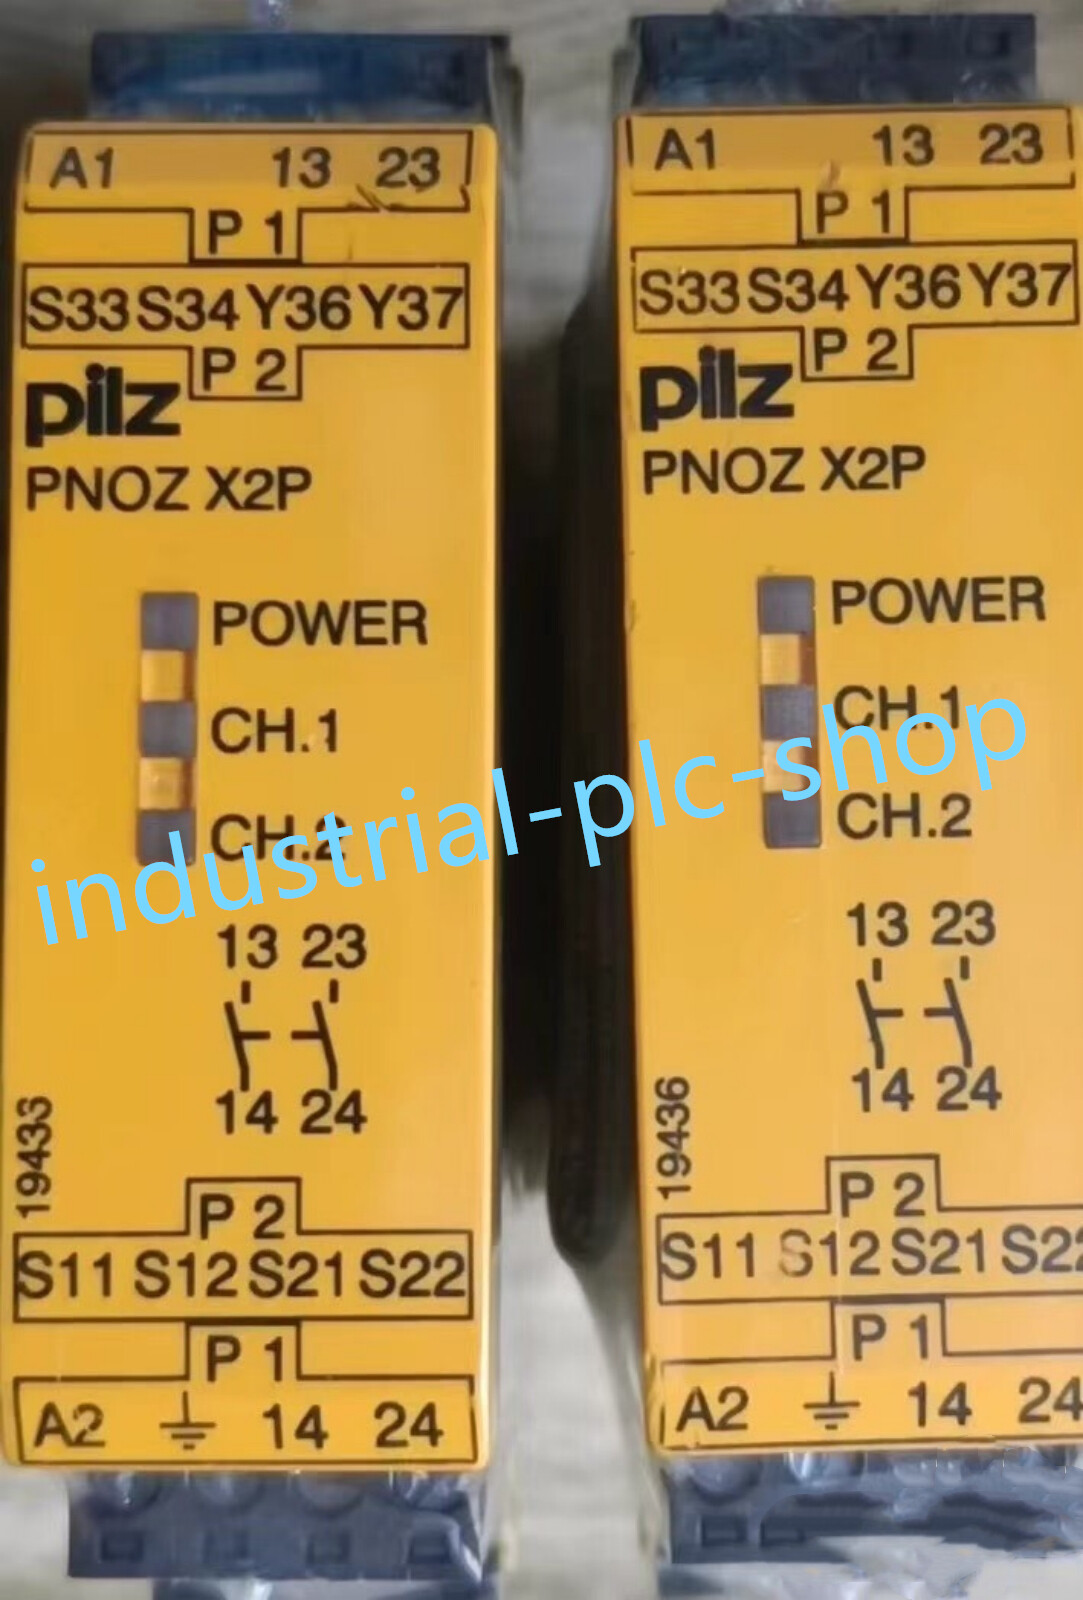 A1 13 23
P 1
S33 S34 Y36 Y37
P 2
pilz
PNOZ X2P
POWER
CH.1
CH.2
13 23
14 24
19433
P 2
S11 S12 S21 S22
P 1
A2 14 24
A1 13 23
P 1
S33 S34 Y36 Y37
P 2
pilz
PNOZ X2P
POWER
CH.1
CH.2
13 23
14 24
19436
P 2
S11 S12 S21 S22
P 1
A2 14 24
industrial-plc-shop